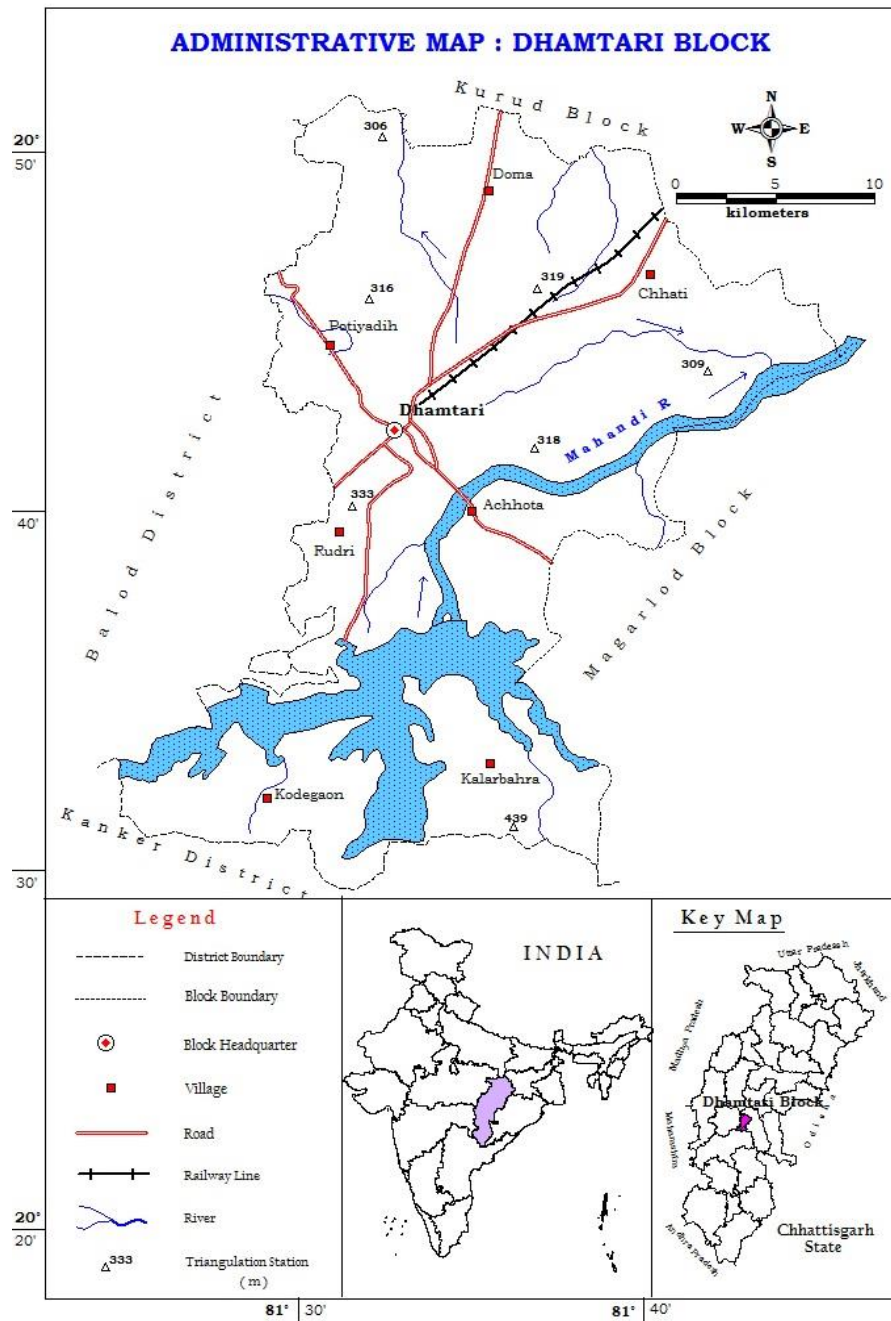 ADMINISTRATIVE MAP : DHAMTARI BLOCK
Kurud Block
N
W E
S
20°
50'
306
Doma
0 5 10
kilometers
319
Chhati
316
Potiyadih
309
Dhamtari
Mahandi R
318
Balod District
40'
333
Achhota
Rudri
Magarlod Block
Kalarbahra
Kodegaon
439
Kanker District
30'
Legend
District Boundary
Block Boundary
Block Headquarter
Village
Road
Railway Line
River
333
Triangulation Station
( m )
INDIA
Key Map
Uttar Pradesh
Jharkhand
Madhya Pradesh
Dhamtari Block
Maharashtra
Odisha
Andhra Pradesh
Chhattisgarh
State
20°
20'
81° 30'
81° 40'